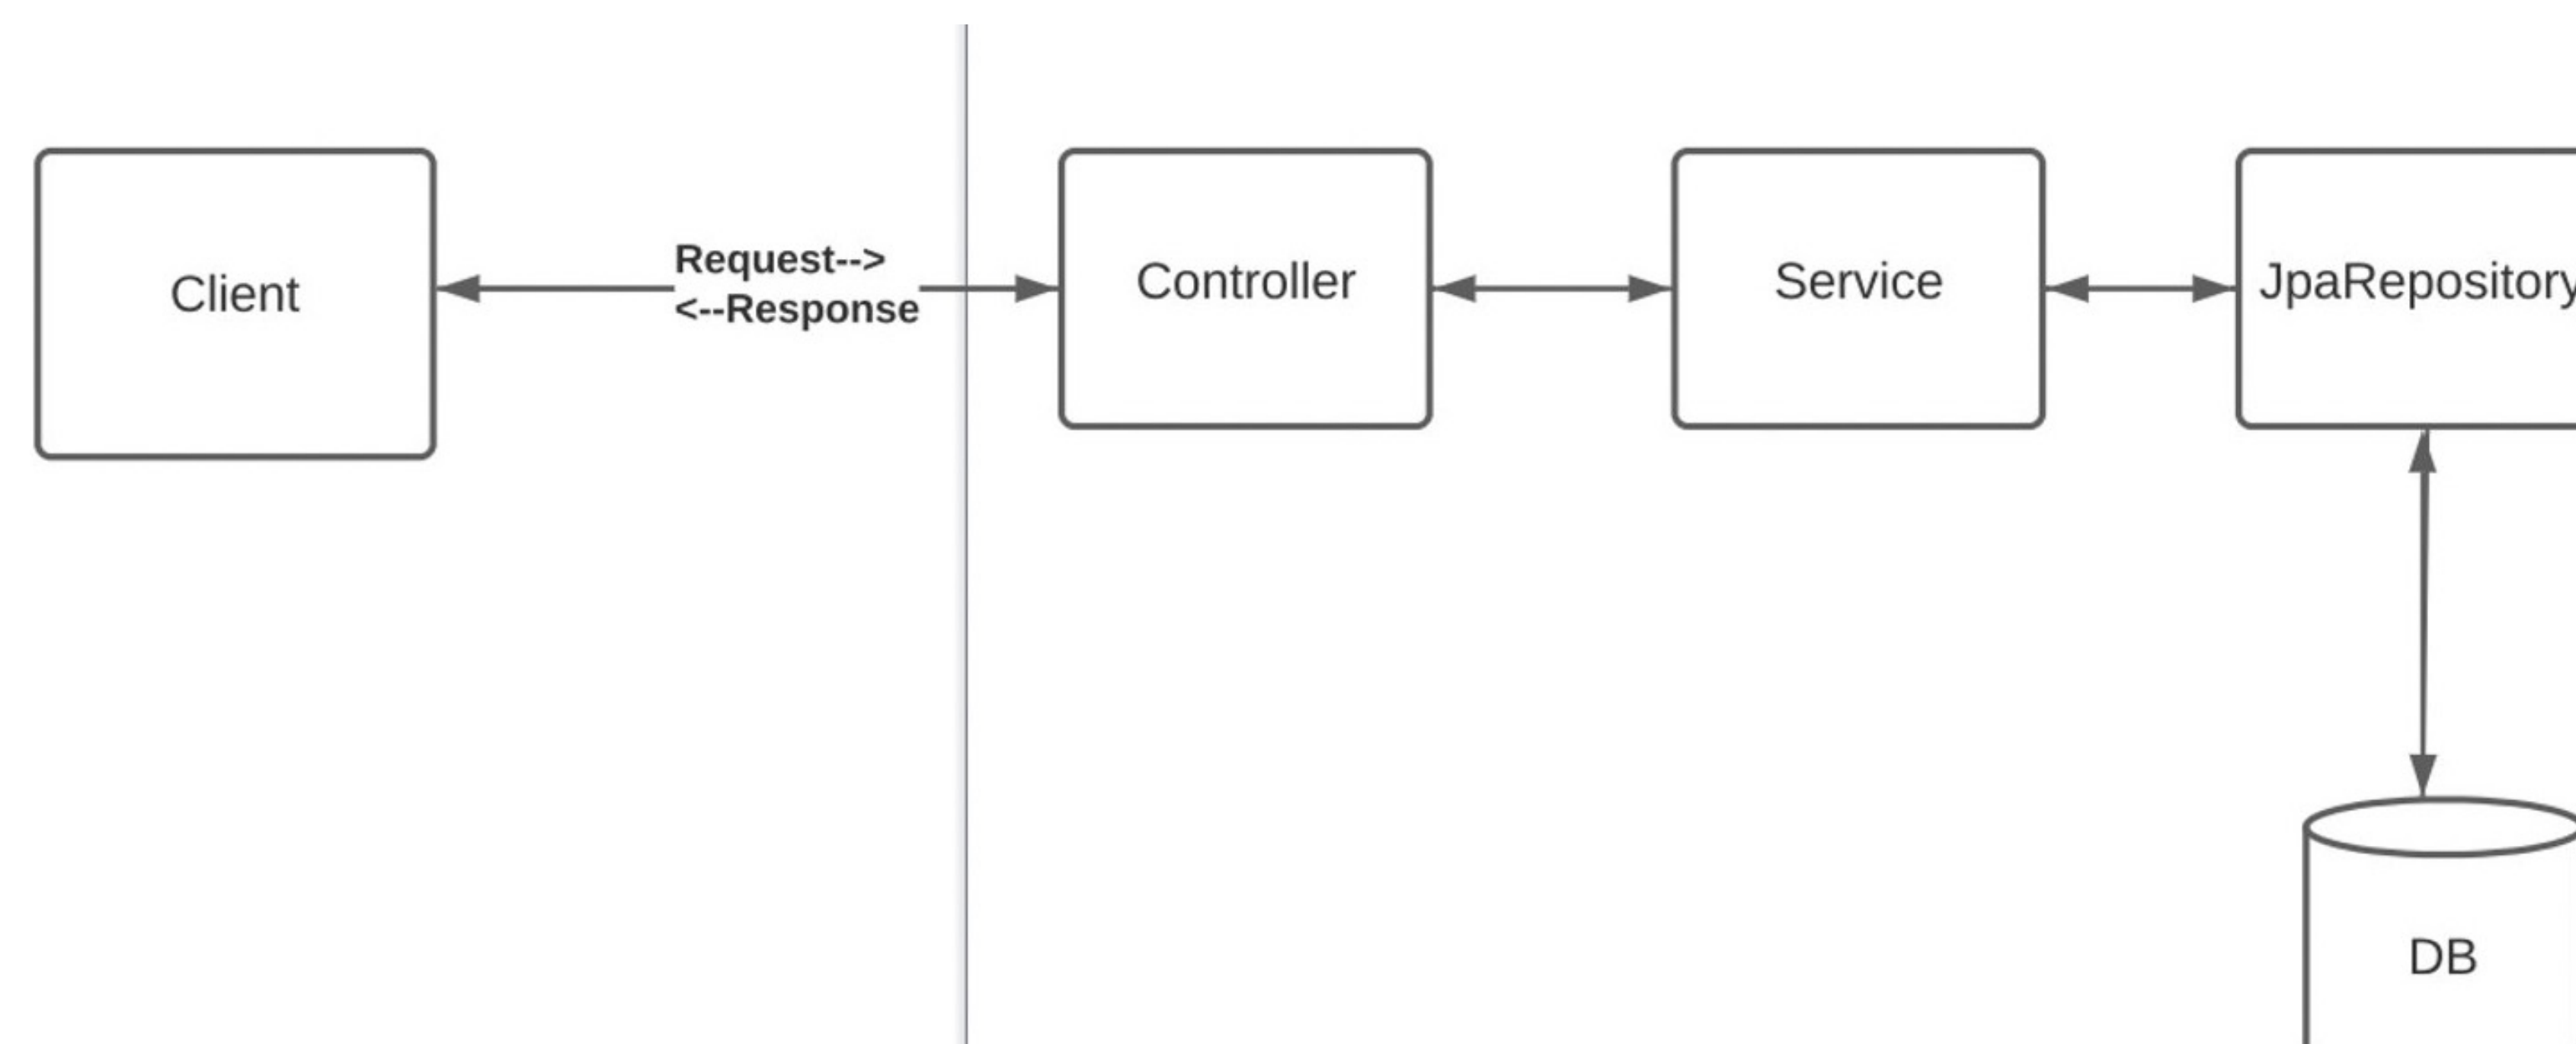 Client
Request-->
<--Response
Controller
Service
JpaRepository
DB